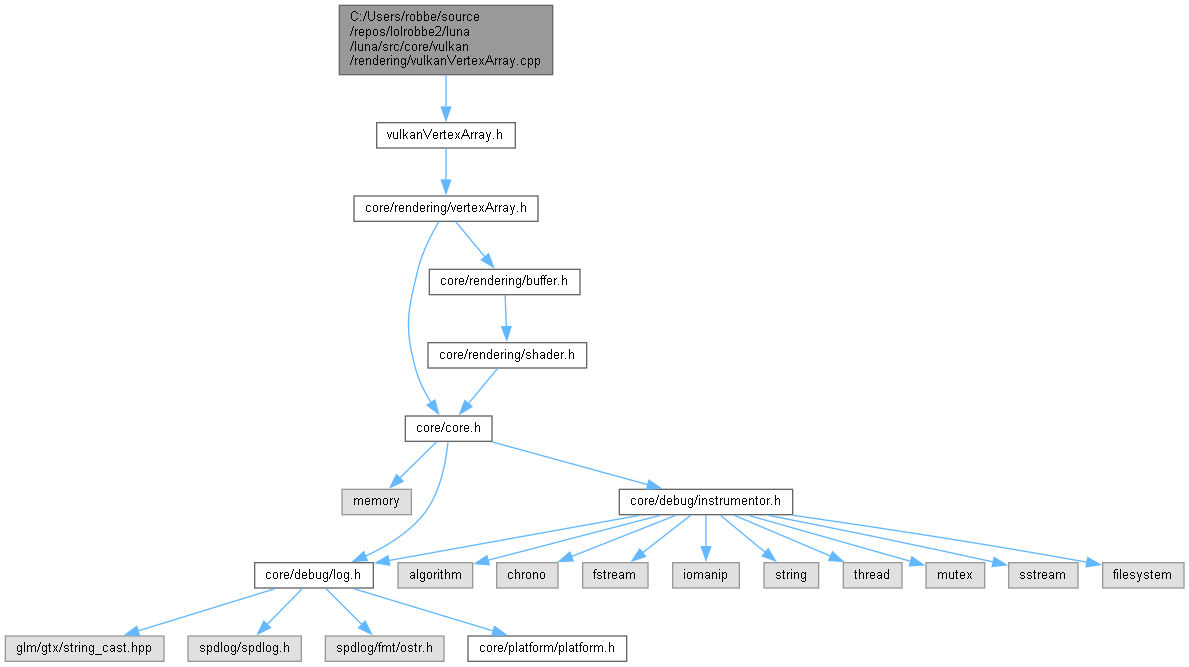 C:/Users/robbe/source
/repos/lolrobbe2/luna
/luna/src/core/vulkan
/rendering/vulkanVertexArray.cpp
vulkanVertexArray.h
core/rendering/vertexArray.h
core/rendering/buffer.h
core/rendering/shader.h
core/core.h
memory
core/debug/instrumentor.h
core/debug/log.h
algorithm
chrono
fstream
iomanip
string
thread
mutex
sstream
filesystem
glm/gtx/string_cast.hpp
spdlog/spdlog.h
spdlog/fmt/ostr.h
core/platform/platform.h